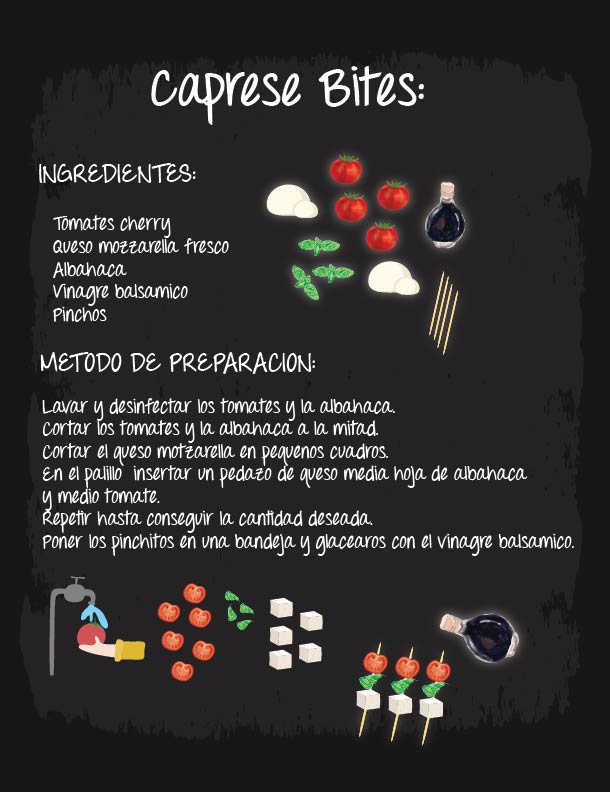 Caprese Bites:
INGREDIENTES:
Tomates cherry
Queso mozzarella fresco
Albahaca
Vinagre balsamico
Pinchos
METODO DE PREPARACION:
Lavar y desinfectar los tomates y la albahaca.
Cortar los tomates y la albahaca a la mitad.
Cortar el queso motzarella en pequenos cuadros.
En el palillo insertar un pedazo de queso media hoja de albahaca
y medio tomate.
Repetir hasta conseguir la cantidad deseada.
Poner los pinchitos en una bandeja y glacearos con el vinagre balsamico.